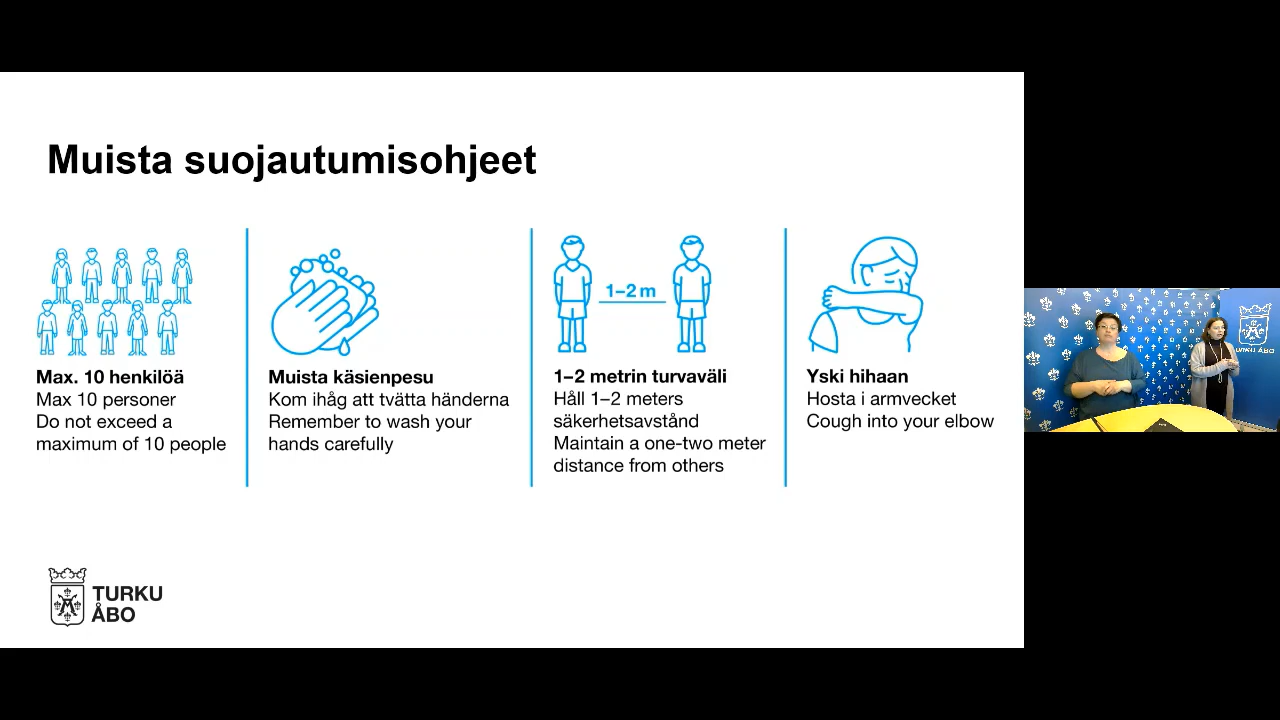 Muista suojautumisohjeet
Max. 10 henkilöä
Max 10 personer
Do not exceed a
maximum of 10 people
Muista käsienpesu
Kom ihåg att tvätta händerna
Remember to wash your
hands carefully
1–2 m
1–2 metrin turvaväli
Håll 1–2 meters
säkerhetsavstånd
Maintain a one-two meter
distance from others
Yski hihaan
Hosta i armvecket
Cough into your elbow
TURKU
ÅBO
TURKU ÅBO